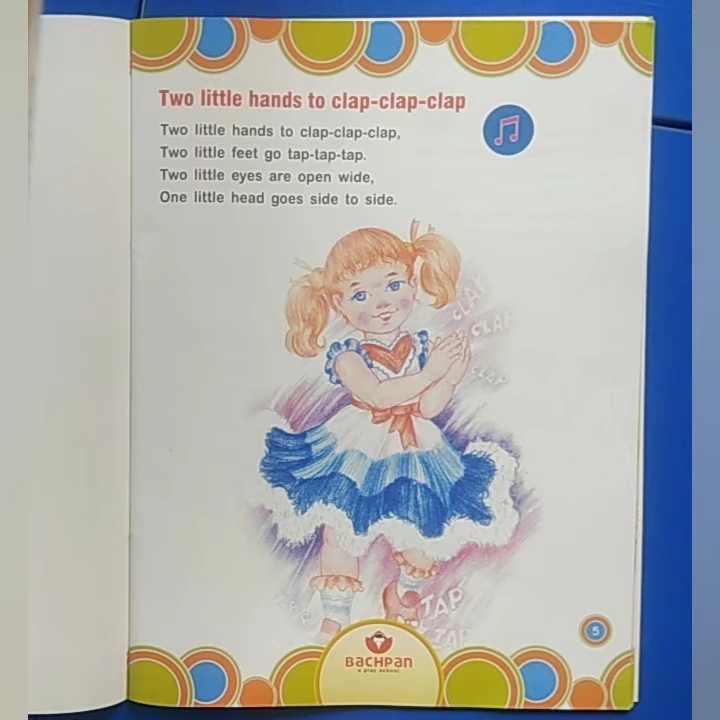 Two little hands to clap-clap-clap
Two little hands to clap-clap-clap,
Two little feet go tap-tap-tap.
Two little eyes are open wide,
One little head goes side to side.
CLAP
CLAP
CLAP
TAP
TAP
5
BACHPAN
a play school